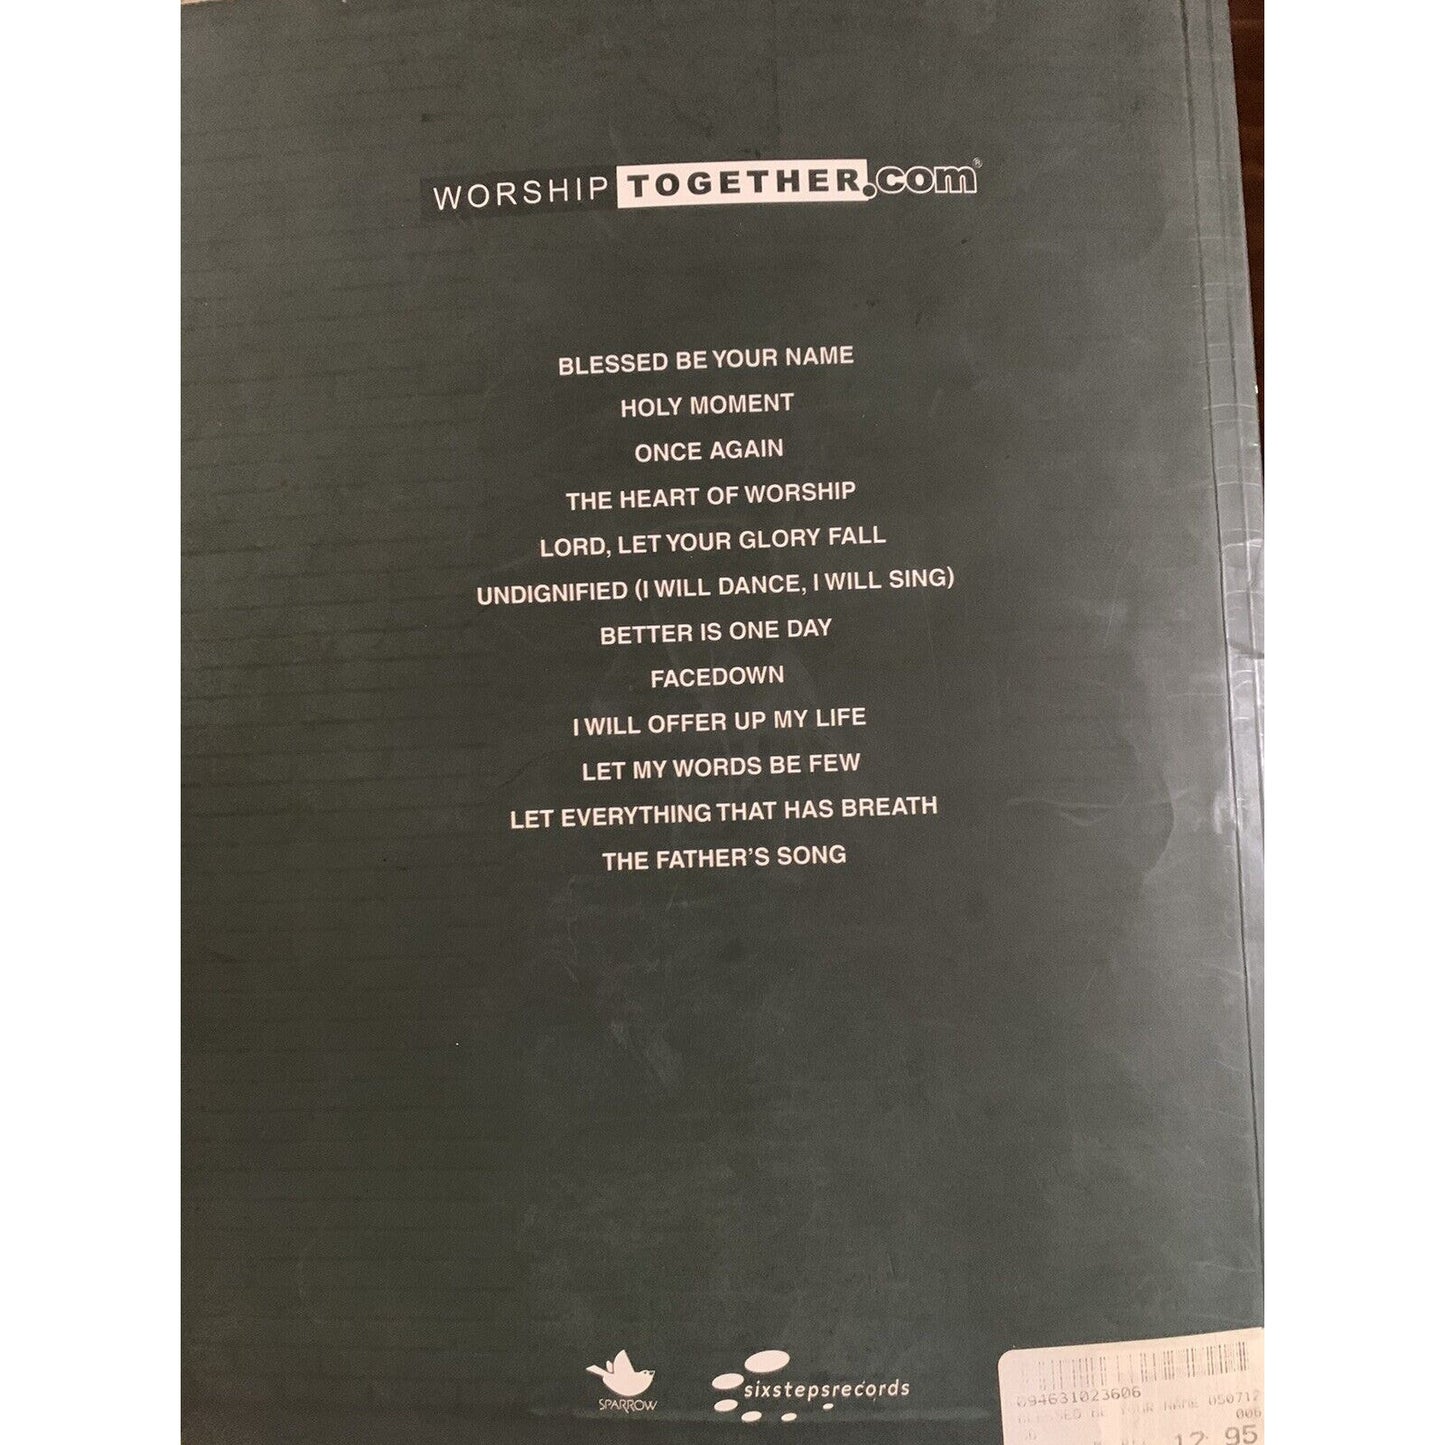 WORSHIP TOGETHER.com®
BLESSED BE YOUR NAME
HOLY MOMENT
ONCE AGAIN
THE HEART OF WORSHIP
LORD, LET YOUR GLORY FALL
UNDIGNIFIED (I WILL DANCE, I WILL SING)
BETTER IS ONE DAY
FACEDOWN
I WILL OFFER UP MY LIFE
LET MY WORDS BE FEW
LET EVERYTHING THAT HAS BREATH
THE FATHER'S SONG
SPARROW
sixstepsrecords
094631023606
BLESSED BE YOUR NAME 050712
006
12.95